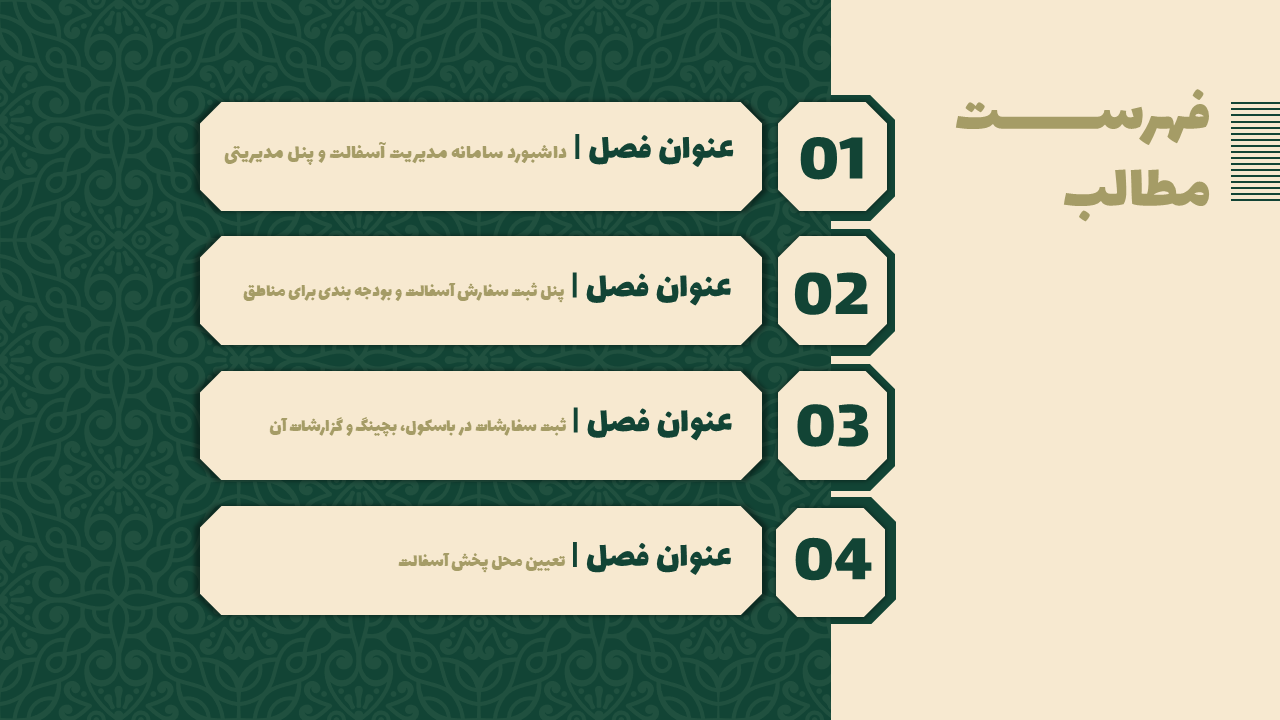 فهرست
مطالب
01
عنوان فصل | داشبورد سامانه مدیریت آسفالت و پنل مدیریتی
02
عنوان فصل | پنل ثبت سفارش آسفالت و بودجه بندی برای مناطق
03
عنوان فصل | ثبت سفارشات در باسکول، بچینگ و گزارشات آن
04
عنوان فصل | تعیین محل پخش آسفالت